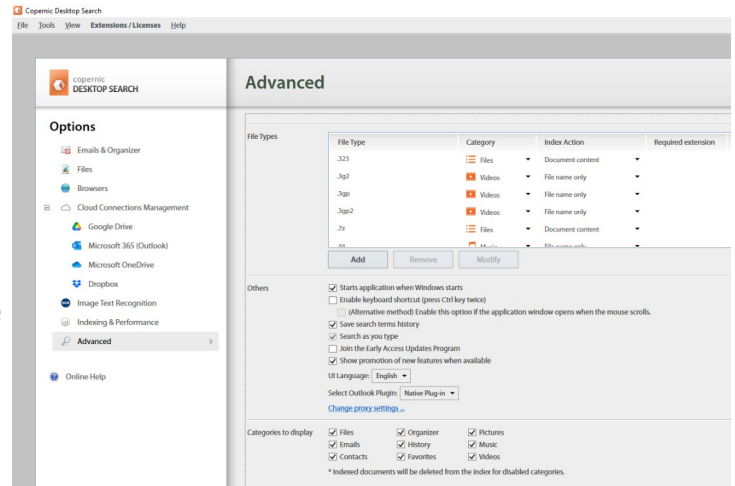 Copernic Desktop Search
File Tools View Extensions / Licenses Help
copernic
DESKTOP SEARCH
Advanced
Options
Emails & Organizer
Files
Browsers
Cloud Connections Management
Google Drive
Microsoft 365 (Outlook)
Microsoft OneDrive
Dropbox
Image Text Recognition
Indexing & Performance
Advanced
Online Help
File Types
File Type Category Index Action Required extension
.323 Files Document content
.3g2 Videos File name only
.3gp Videos File name only
.3gp2 Videos File name only
.7z Files Document content
Add Remove Modify
Others
Starts application when Windows starts
Enable keyboard shortcut (press Ctrl key twice)
(Alternative method) Enable this option if the application window opens when the mouse scrolls.
Save search terms history
Search as you type
Join the Early Access Updates Program
Show promotion of new features when available
UI Language: English
Select Outlook Plugin: Native Plug-in
Change proxy settings ...
Categories to display
Files Organizer Pictures
Emails History Music
Contacts Favorites Videos
* Indexed documents will be deleted from the index for disabled categories.